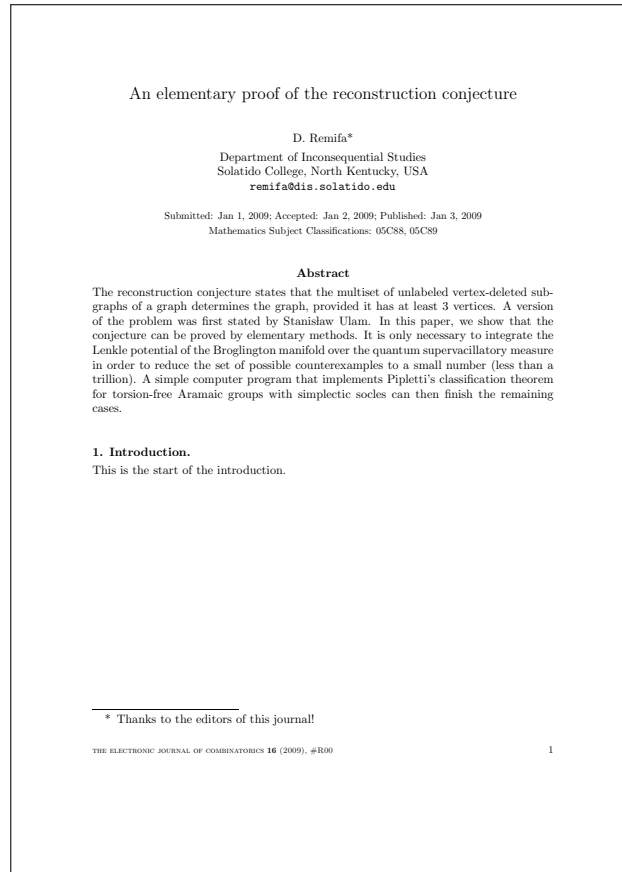 An elementary proof of the reconstruction conjecture
D. Remifa*
Department of Inconsequential Studies
Solatido College, North Kentucky, USA
remifa@dis.solatido.edu
Submitted: Jan 1, 2009; Accepted: Jan 2, 2009; Published: Jan 3, 2009
Mathematics Subject Classifications: 05C88, 05C89
Abstract
The reconstruction conjecture states that the multiset of unlabeled vertex-deleted sub-
graphs of a graph determines the graph, provided it has at least 3 vertices. A version
of the problem was first stated by Stanisław Ulam. In this paper, we show that the
conjecture can be proved by elementary methods. It is only necessary to integrate the
Lenkle potential of the Broglington manifold over the quantum supervacillatory measure
in order to reduce the set of possible counterexamples to a small number (less than a
trillion). A simple computer program that implements Pipletti's classification theorem
for torsion-free Aramaic groups with simplectic socles can then finish the remaining
cases.
1. Introduction.
This is the start of the introduction.
* Thanks to the editors of this journal!
THE ELECTRONIC JOURNAL OF COMBINATORICS 16 (2009), #R00 1